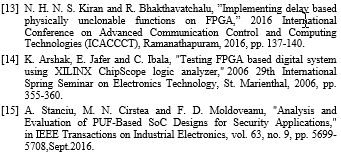 [13] N. H. N. S. Kiran and R. Bhakthavatchalu, "Implementing delay based
physically unclonable functions on FPGA,” 2016 International
Conference on Advanced Communication Control and Computing
Technologies (ICACCCT), Ramanathapuram, 2016, pp. 137-140.
[14] K. Arshak, E. Jafer and C. Ibala, "Testing FPGA based digital system
using XILINX ChipScope logic analyzer," 2006 29th International
Spring Seminar on Electronics Technology, St. Marienthal, 2006, pp.
355-360.
[15] A. Stanciu, M. N. Cirstea and F. D. Moldoveanu, "Analysis and
Evaluation of PUF-Based SoC Designs for Security Applications,"
in IEEE Transactions on Industrial Electronics, vol. 63, no. 9, pp. 5699-
5708,Sept.2016.